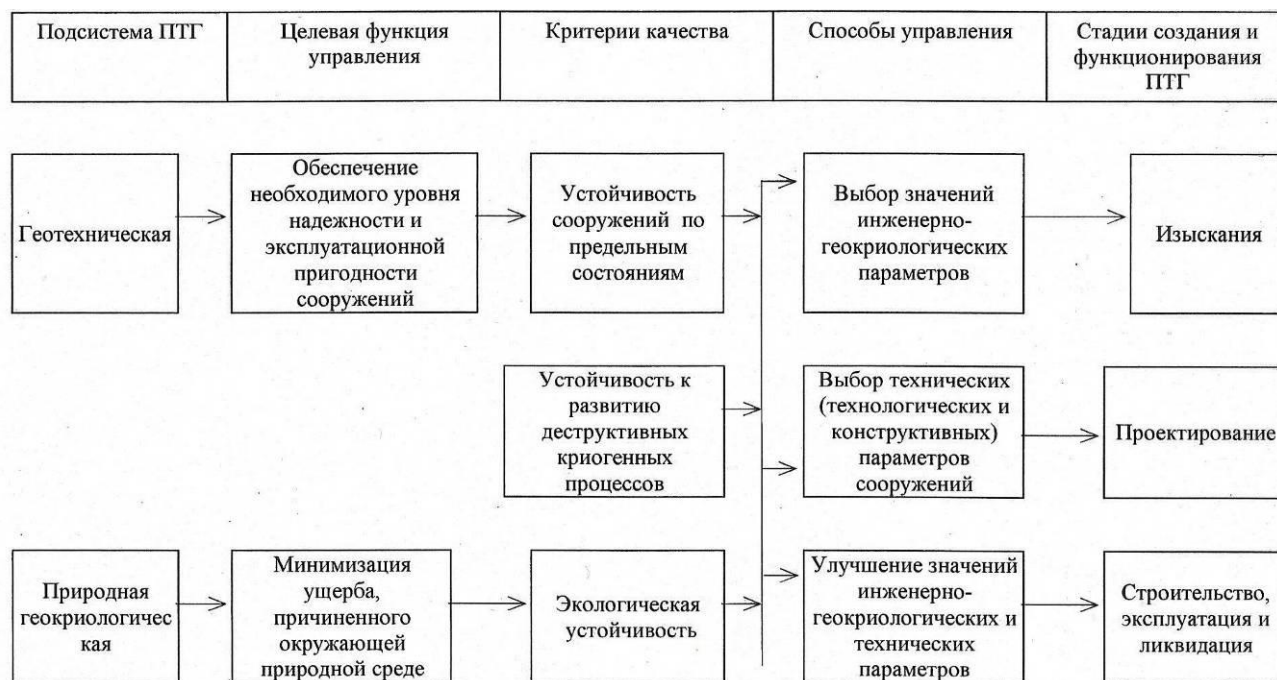 Подсистема ПТГ
Целевая функция
управления
Критерии качества
Способы управления
Стадии создания и
функционирования
ПТГ
Геотехническая
Обеспечение
необходимого уровня
надежности и
эксплуатационной
пригодности
сооружений
Устойчивость
сооружений по
предельным
состояниям
Выбор значений
инженерно-
геокриологических
параметров
Изыскания
Устойчивость к
развитию
деструктивных
криогенных
процессов
Выбор технических
(технологических и
конструктивных)
параметров
сооружений
Проектирование
Природная
геокриологичес
кая
Минимизация
ущерба,
причиненного
окружающей
природной среде
Экологическая
устойчивость
Улучшение значений
инженерно-
геокриологических и
технических
параметров
Строительство,
эксплуатация и
ликвидация